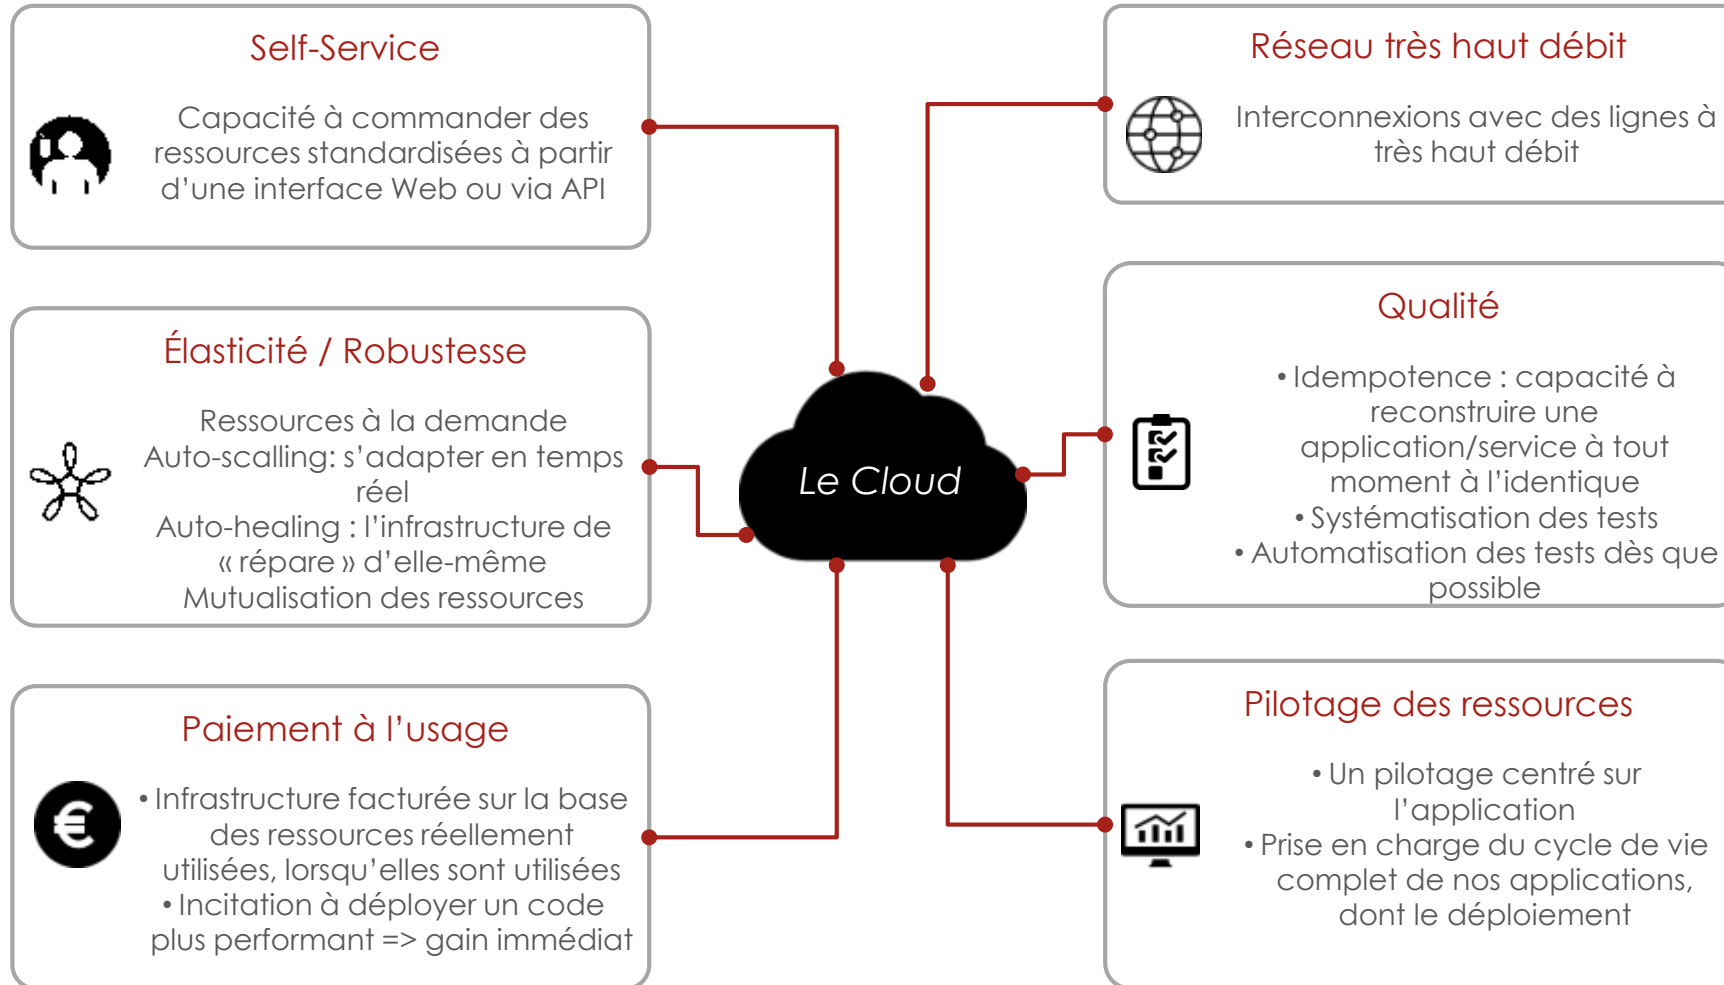 Self-Service
Capacité à commander des
ressources standardisées à partir
d'une interface Web ou via API
Élasticité / Robustesse
Ressources à la demande
Auto-scalling: s'adapter en temps
réel
Auto-healing : l'infrastructure de
« répare » d'elle-même
Mutualisation des ressources
Paiement à l'usage
• Infrastructure facturée sur la base
des ressources réellement
utilisées, lorsqu'elles sont utilisées
• Incitation à déployer un code
plus performant => gain immédiat
Le Cloud
Réseau très haut débit
Interconnexions avec des lignes à
très haut débit
Qualité
• Idempotence : capacité à
reconstruire une
application/service à tout
moment à l'identique
• Systématisation des tests
• Automatisation des tests dès que
possible
Pilotage des ressources
• Un pilotage centré sur
l'application
• Prise en charge du cycle de vie
complet de nos applications,
dont le déploiement